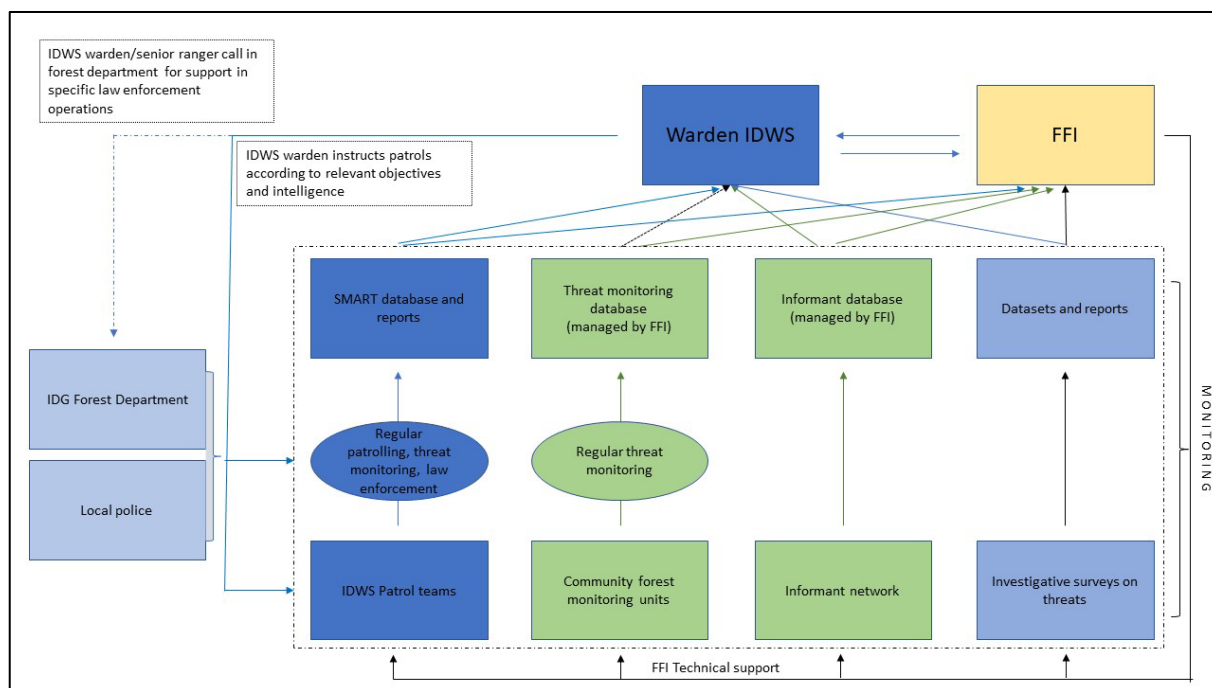 IDWS warden/senior ranger call in
forest department for support in
specific law enforcement
operations
Warden IDWS
FFI
IDWS warden instructs patrols
according to relevant objectives
and intelligence
SMART database and
reports
Threat monitoring
database
(managed by FFI)
Informant database
(managed by FFI)
Datasets and reports
IDG Forest Department
Local police
Regular
patrolling, threat
monitoring, law
enforcement
Regular threat
monitoring
MONITORING
IDWS Patrol teams
Community forest
monitoring units
Informant network
Investigative surveys on
threats
FFI Technical support